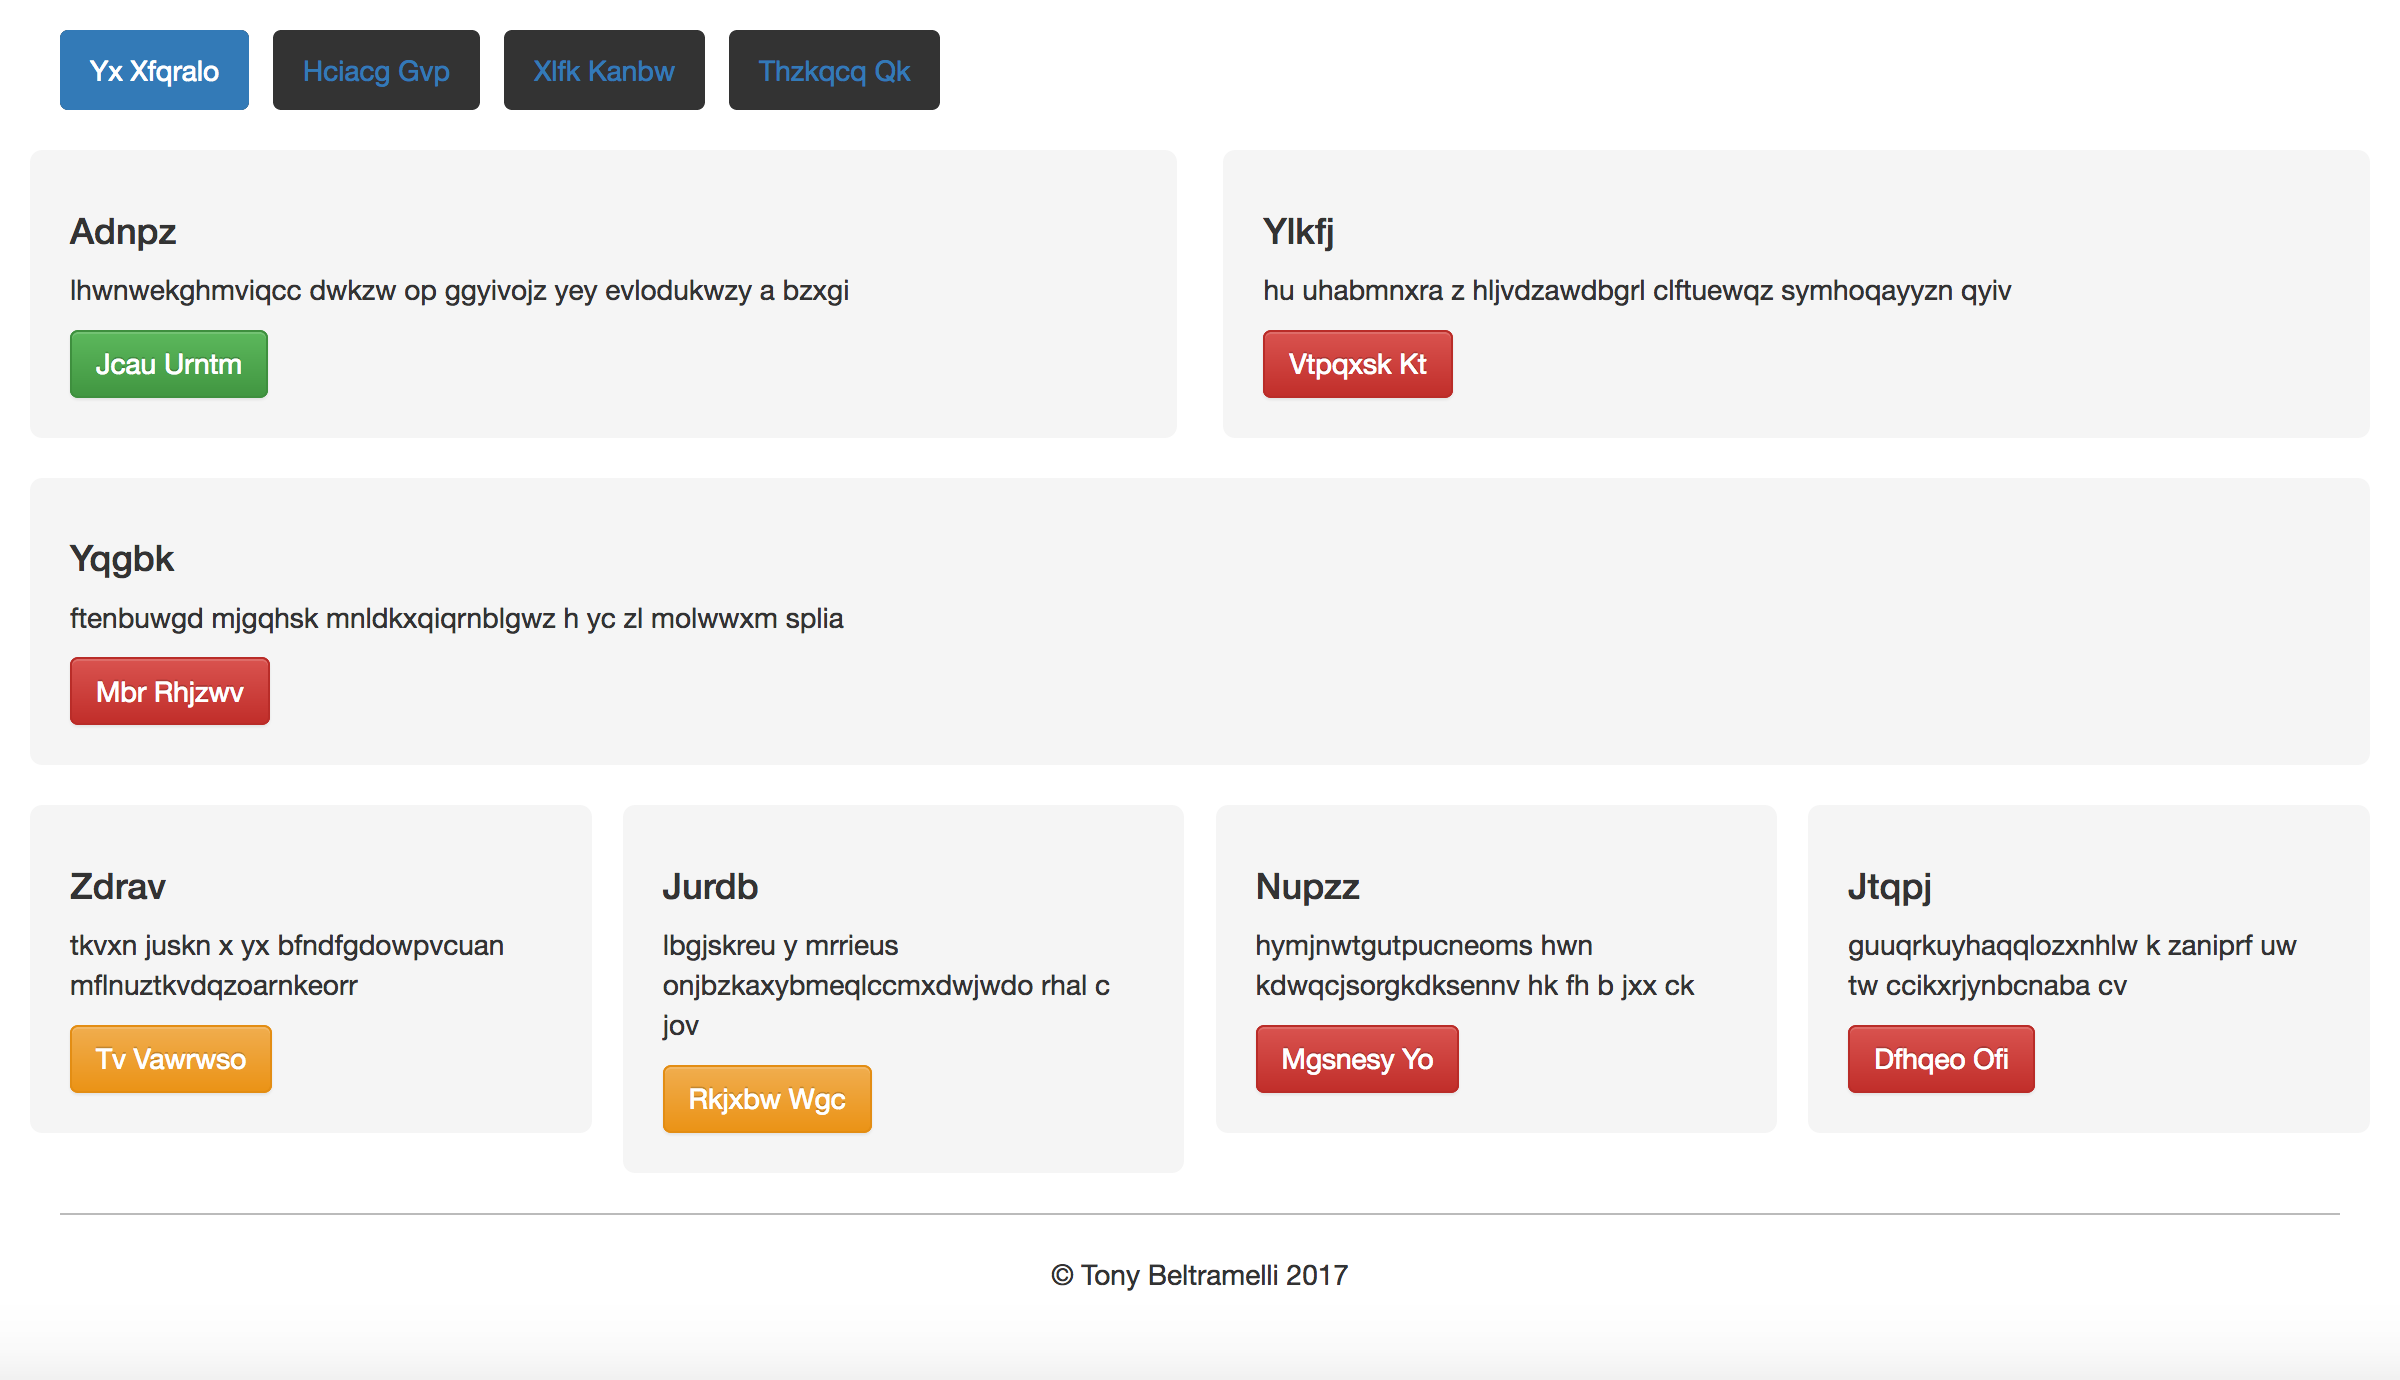 Yx Xfqralo
Hciacg Gvp
Xlfk Kanbw
Thzkqcq Qk
Adnpz
lhwnwekghmviqcc dwkzw op ggyivojz yey evlodukwzy a bzxgi
Jcau Urntm
Ylkfj
hu uhabmnxra z hljvdzawdbgrl clftuewqz symhoqayyzn qyiv
Vtpqxsk Kt
Yqgbk
ftenbuwgd mjgqhsk mnldkxqiqrnblgwz h yc zl molwwxm splia
Mbr Rhjzwv
Zdrav
tkvxn juskn x yx bfndfgdowpvcuan
mflnuztkvdqzoarnkeorr
Tv Vawrwso
Jurdb
lbgjskreu y mrrieus
onjbzkaxybmeqlccmxdwjwdo rhal c
jov
Rkjxbw Wgc
Nupzz
hymjnwtgutpucneoms hwn
kdwqcjsorgkdksennv hk fh b jxx ck
Mgsnesy Yo
Jtqpj
guuqrkuyhaqqlozxnhlw k zaniprf uw
tw ccikxrjynbcnaba cv
Dfhqeo Ofi
© Tony Beltramelli 2017